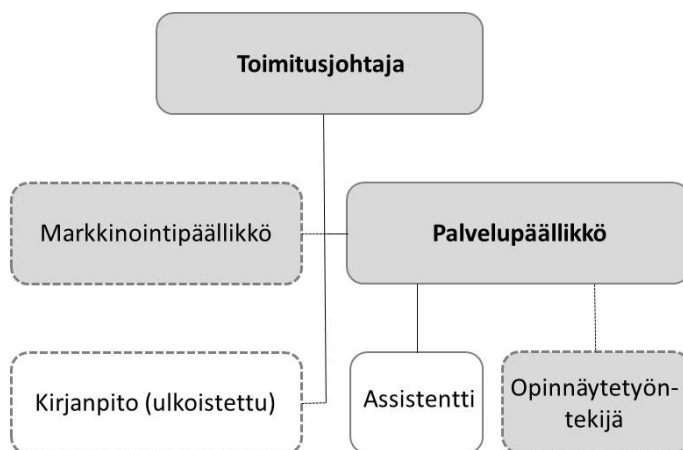 Toimitusjohtaja
Markkinointipäällikkö
Palvelupäällikkö
Kirjanpito (ulkoistettu)
Assistentti
Opinnäytetyön-
tekijä